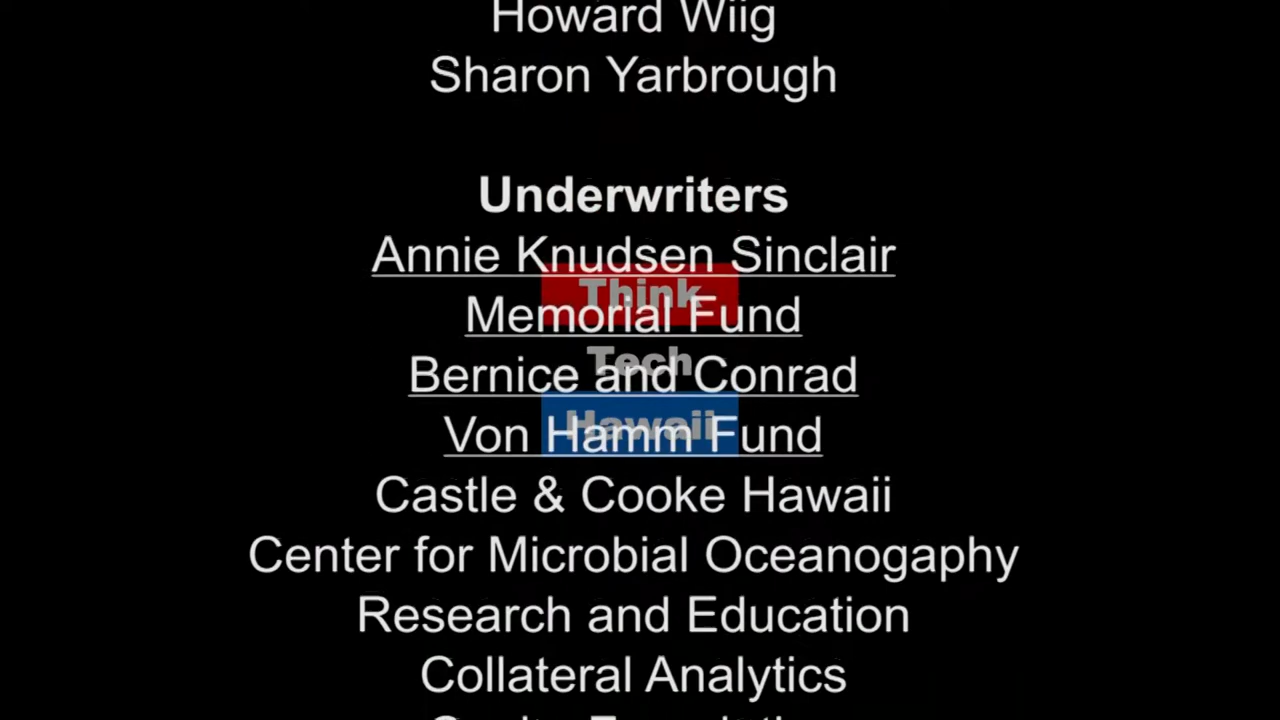 Howard Wiig
Sharon Yarbrough
Underwriters
Annie Knudsen Sinclair
Think
Memorial Fund
Tech
Bernice and Conrad
Hawaii
Von Hamm Fund
Castle & Cooke Hawaii
Center for Microbial Oceanogaphy
Research and Education
Collateral Analytics